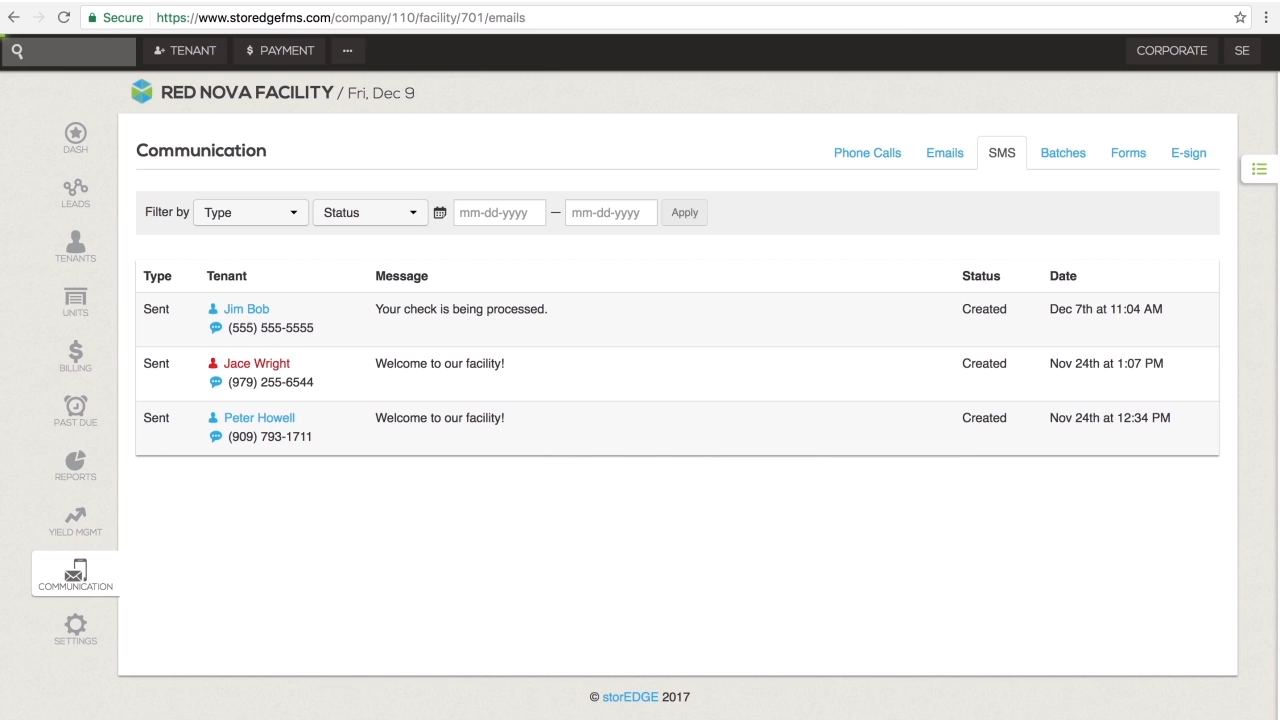 Secure https://www.storedgefms.com/company/110/facility/701/emails
TENANT
$ PAYMENT
...
CORPORATE
SE
RED NOVA FACILITY / Fri, Dec 9
DASH
LEADS
TENANTS
UNITS
BILLING
PAST DUE
REPORTS
YIELD MGMT
COMMUNICATION
SETTINGS
Communication
Phone Calls Emails SMS Batches Forms E-sign
Filter by Type Status mm-dd-yyyy — mm-dd-yyyy Apply
Type Tenant Message Status Date
Sent Jim Bob Your check is being processed. Created Dec 7th at 11:04 AM
(555) 555-5555
Sent Jace Wright Welcome to our facility! Created Nov 24th at 1:07 PM
(979) 255-6544
Sent Peter Howell Welcome to our facility! Created Nov 24th at 12:34 PM
(909) 793-1711
© storEDGE 2017